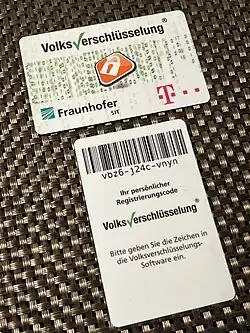 Volksverschlüsselung®
Fraunhofer
SIT
T
vbz6-j24c-vnyn
Ihr persönlicher
Registrierungscode
Volksverschlüsselung®
Bitte geben Sie die Zeichen in
die Volksverschlüsselungs-
Software ein.